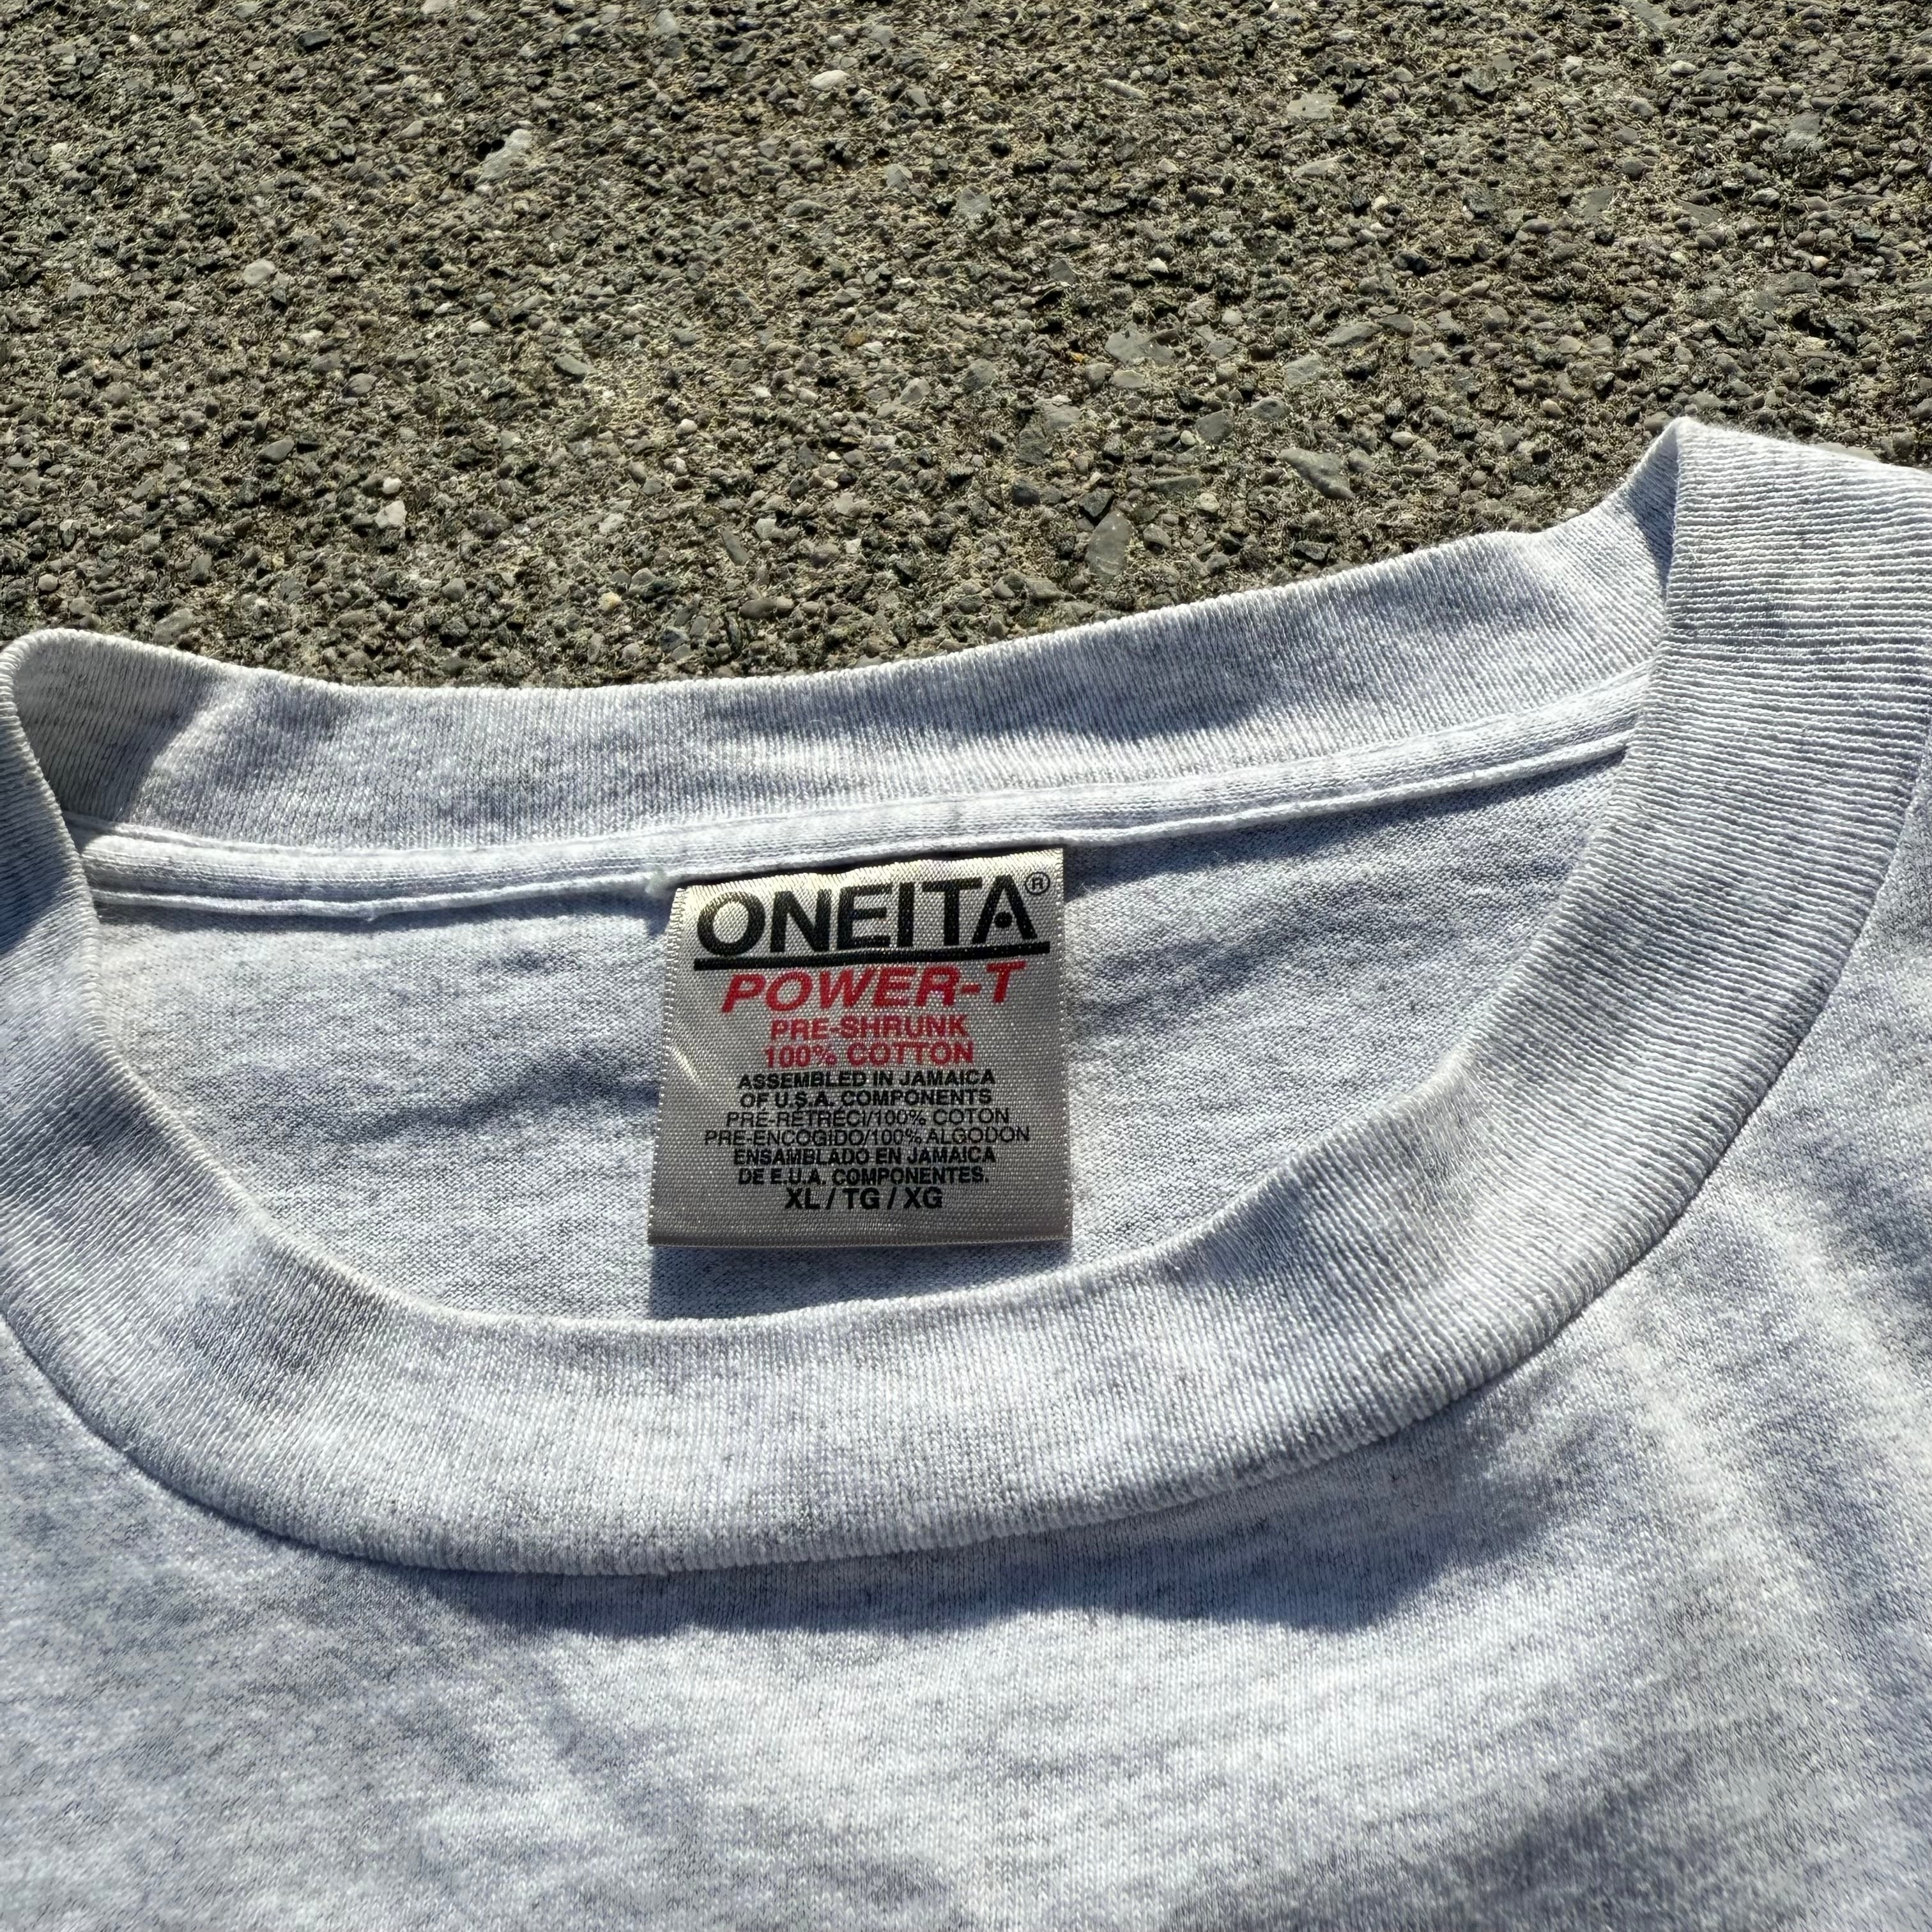 ONEITA®
POWER-T
PRE-SHRUNK
100% COTTON
ASSEMBLED IN JAMAICA
OF U.S.A. COMPONENTS
PRE-RÉTRÉCI/100% COTON
PRE-ENCOGIDO/100% ALGODON
ENSAMBLADO EN JAMAICA
DE E.U.A. COMPONENTES.
XL / TG / XG